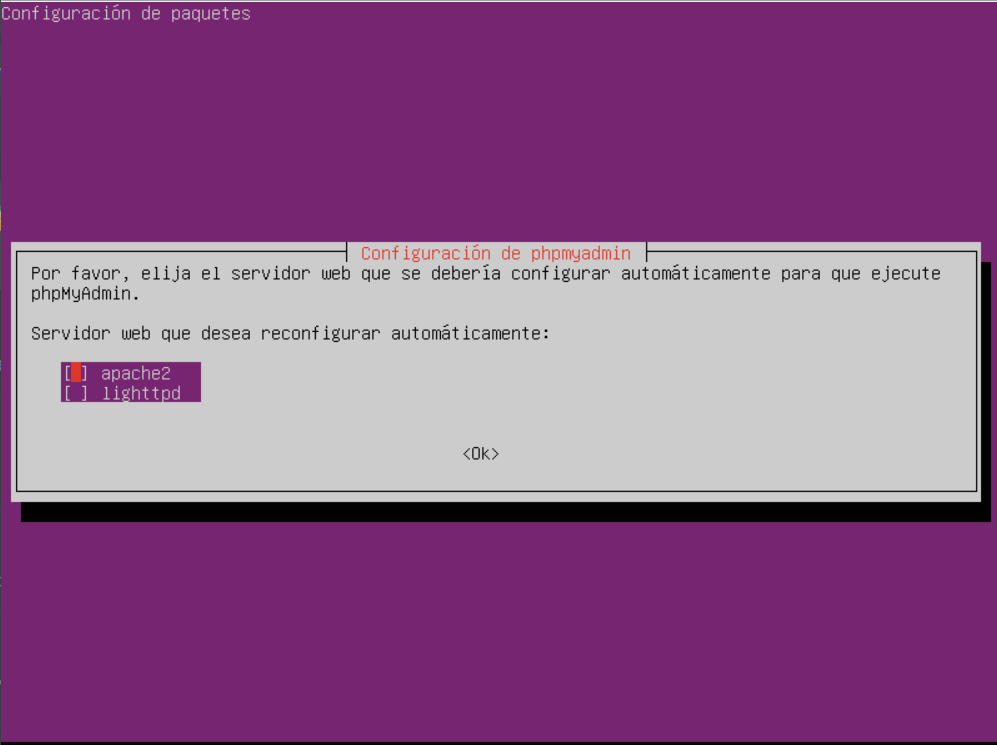 Configuración de paquetes
Configuración de phpmyadmin
Por favor, elija el servidor web que se debería configurar automáticamente para que ejecute
phpMyAdmin.
Servidor web que desea reconfigurar automáticamente:
[ ] apache2
[ ] lighttpd
<Ok>